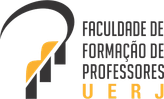 FACULDADE DE
FORMAÇÃO DE
PROFESSORES
UERJ